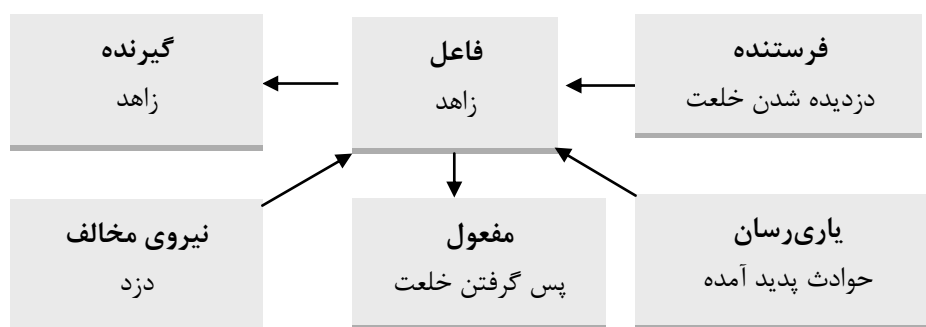 فرستنده
دزدیده شدن خلعت
فاعل
زاهد
گیرنده
زاهد
یاری‌رسان
حوادث پدید آمده
مفعول
پس گرفتن خلعت
نیروی مخالف
دزد